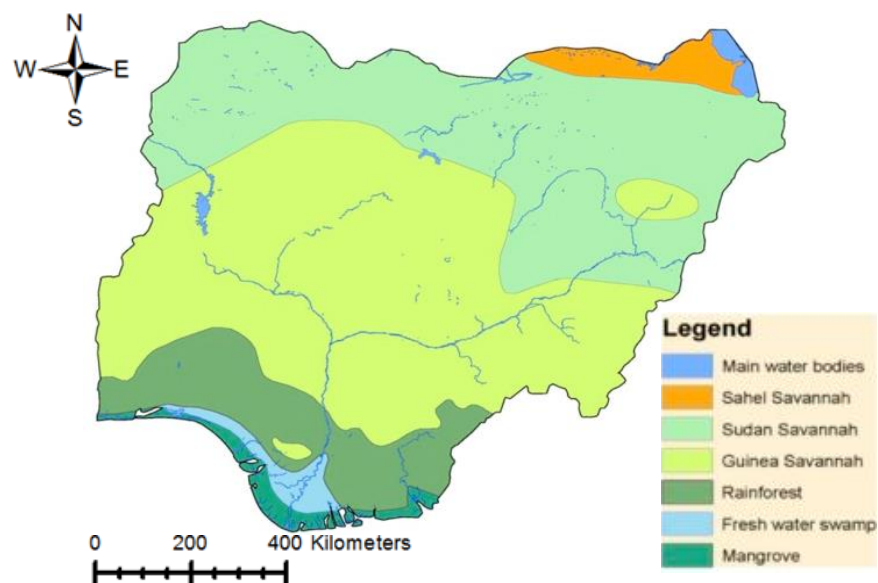 N
W E
S
Legend
Main water bodies
Sahel Savannah
Sudan Savannah
Guinea Savannah
Rainforest
Fresh water swamp
Mangrove
0 200 400 Kilometers